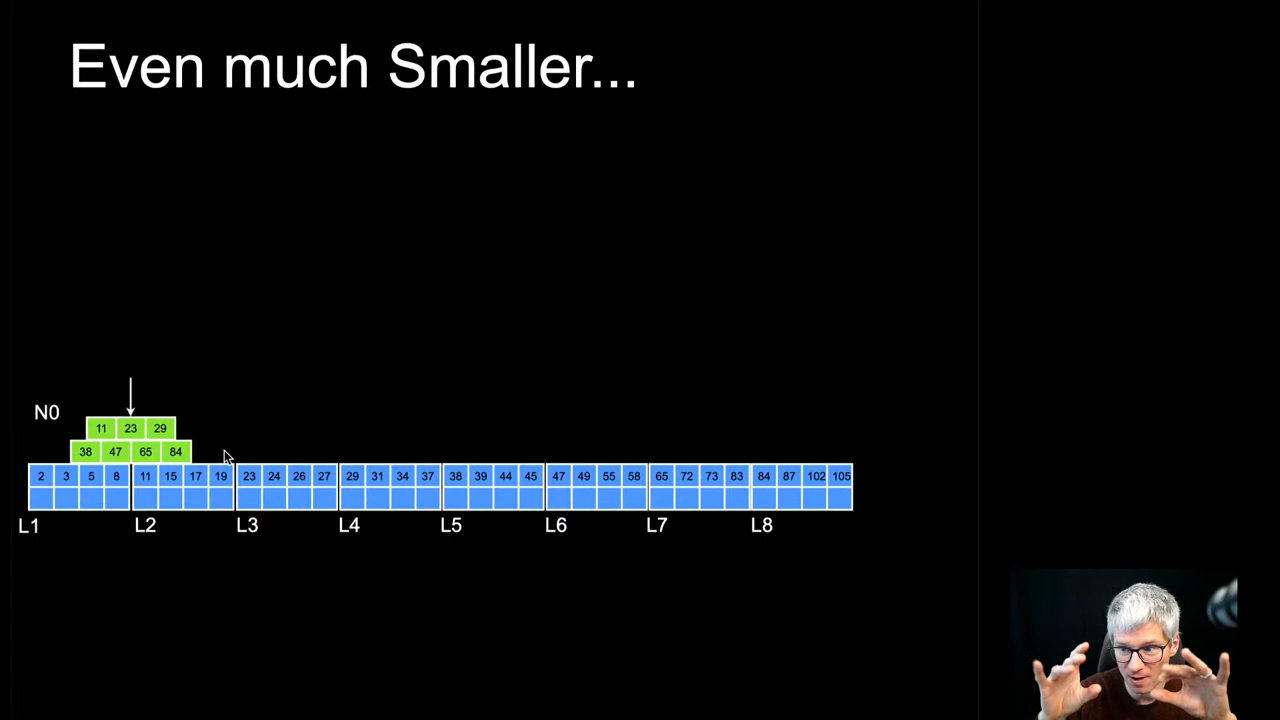 Even much Smaller...
N0
11 23 29
38 47 65 84
2 3 5 8 11 15 17 19 23 24 26 27 29 31 34 37 38 39 44 45 47 49 55 58 65 72 73 83 84 87 102 105
L1 L2 L3 L4 L5 L6 L7 L8